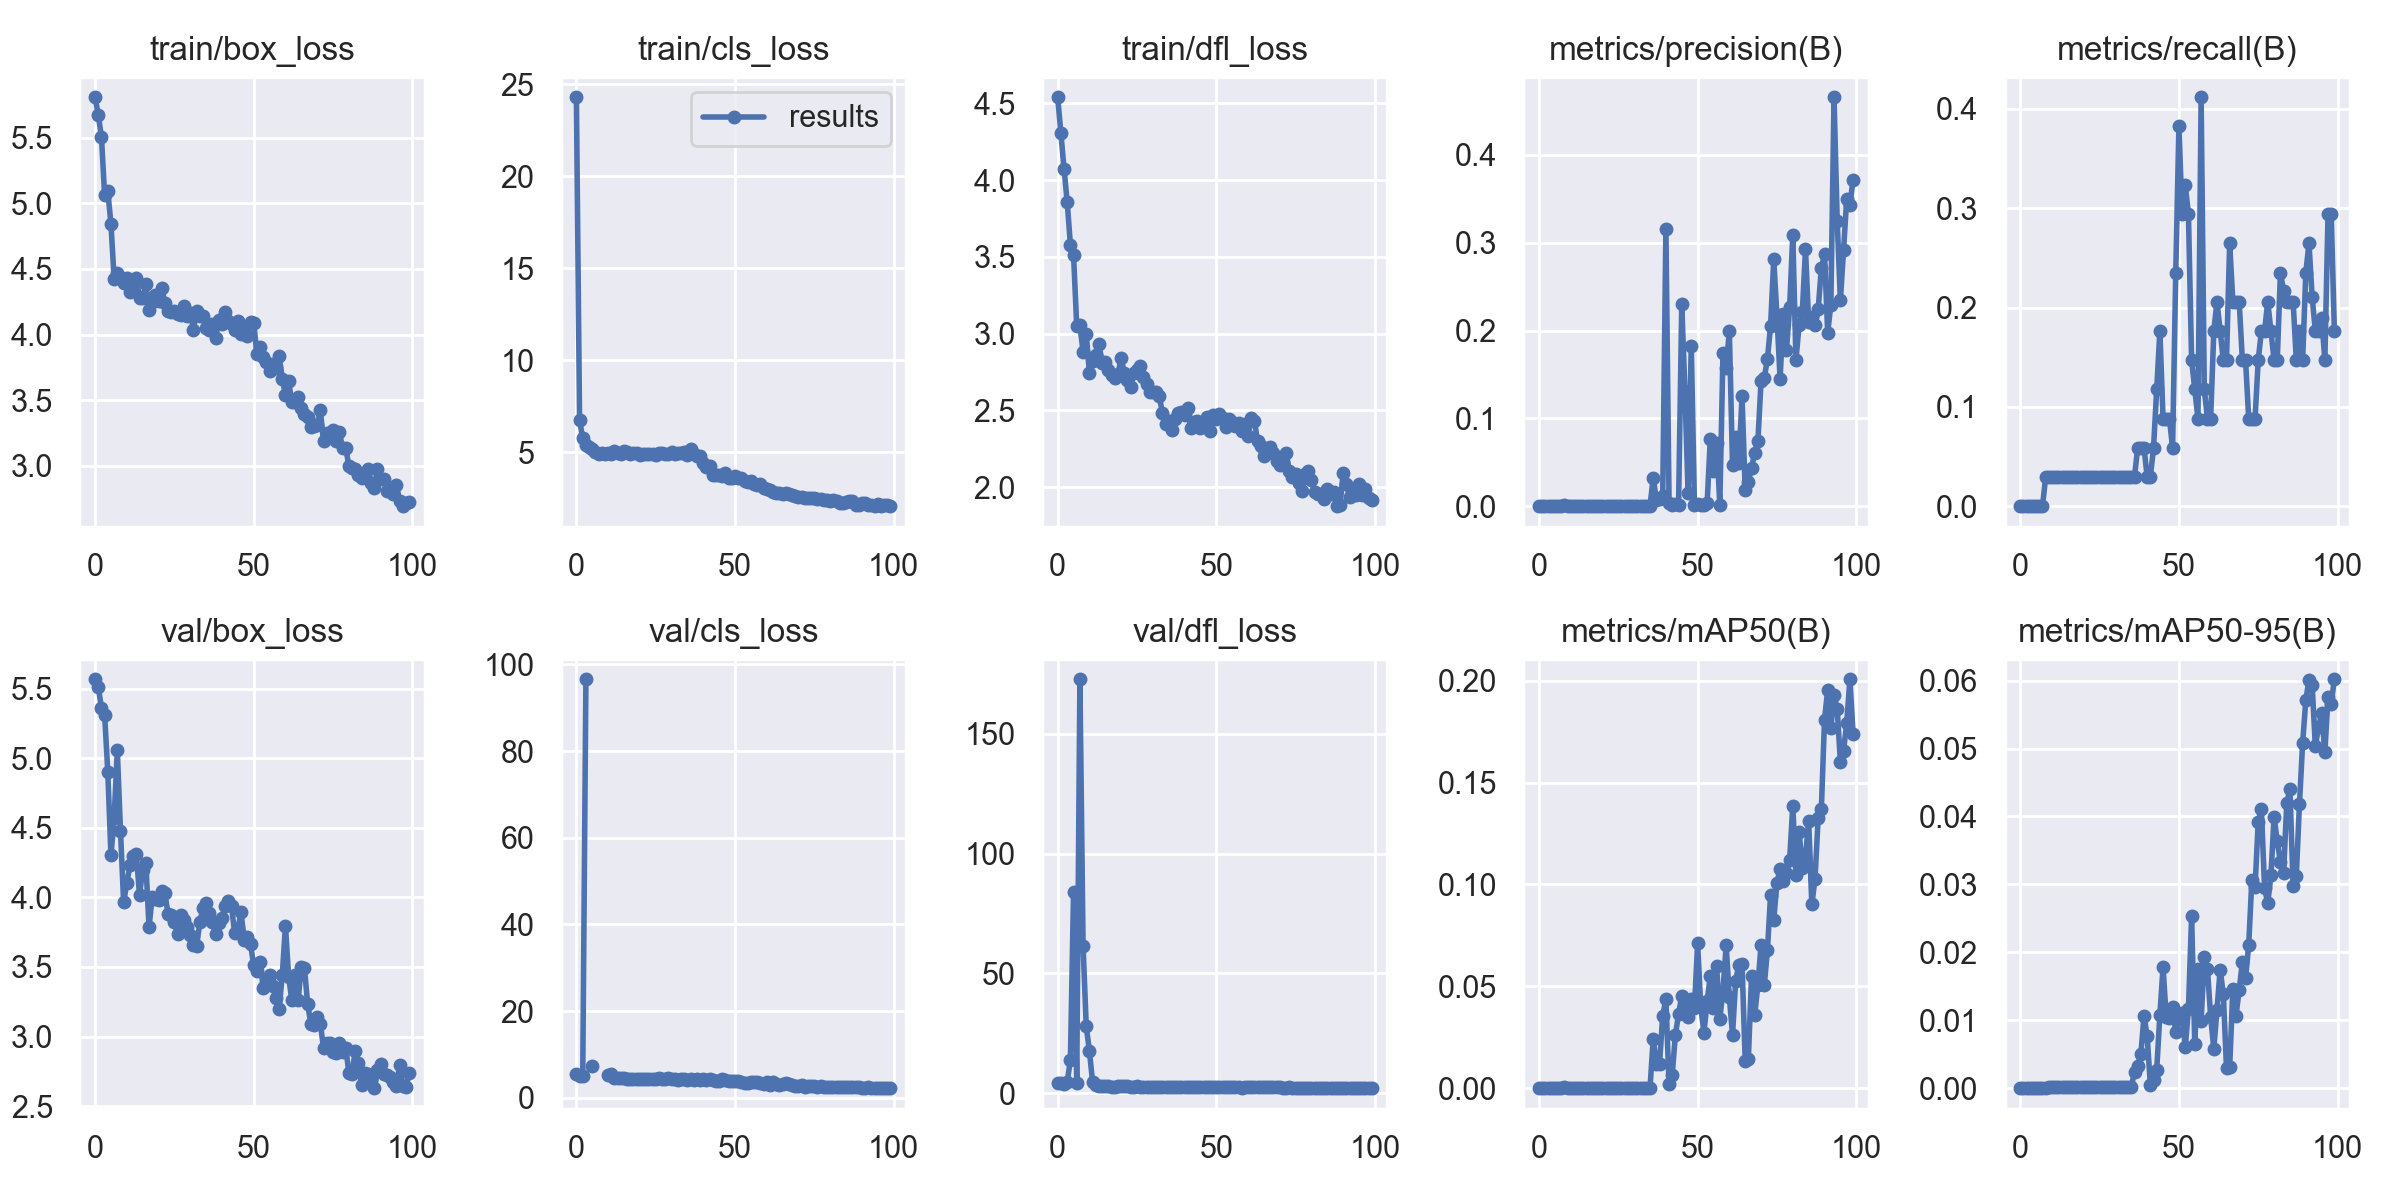 train/box_loss
5.5
5.0
4.5
4.0
3.5
3.0
0 50 100
train/cls_loss
results
25
20
15
10
5
0 50 100
train/dfl_loss
4.5
4.0
3.5
3.0
2.5
2.0
0 50 100
metrics/precision(B)
0.4
0.3
0.2
0.1
0.0
0 50 100
metrics/recall(B)
0.4
0.3
0.2
0.1
0.0
0 50 100
val/box_loss
5.5
5.0
4.5
4.0
3.5
3.0
2.5
0 50 100
val/cls_loss
100
80
60
40
20
0
0 50 100
val/dfl_loss
150
100
50
0
0 50 100
metrics/mAP50(B)
0.20
0.15
0.10
0.05
0.00
0 50 100
metrics/mAP50-95(B)
0.06
0.05
0.04
0.03
0.02
0.01
0.00
0 50 100